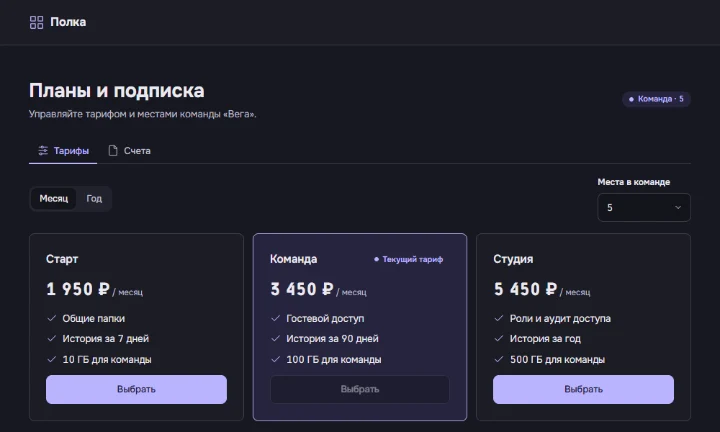 Полка
Планы и подписка
Управляйте тарифом и местами команды «Вега».
Команда · 5
Тарифы
Счета
Месяц
Год
Места в команде
5
Старт
1 950 ₽ / месяц
Общие папки
История за 7 дней
10 ГБ для команды
Выбрать
Команда
Текущий тариф
3 450 ₽ / месяц
Гостевой доступ
История за 90 дней
100 ГБ для команды
Выбрать
Студия
5 450 ₽ / месяц
Роли и аудит доступа
История за год
500 ГБ для команды
Выбрать